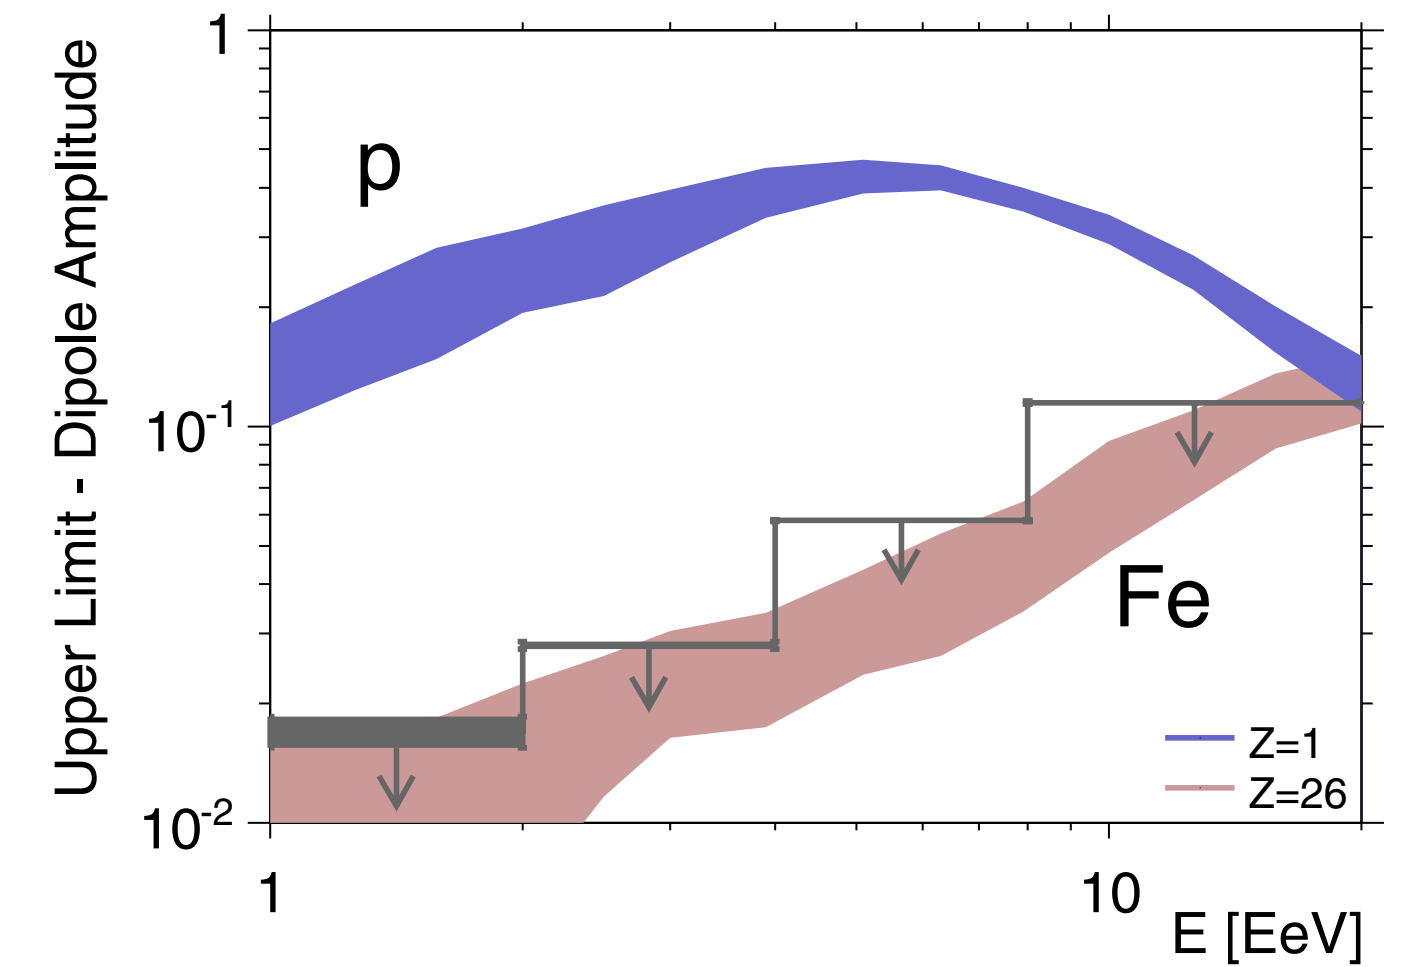 Upper Limit - Dipole Amplitude
1
p
10-1
Fe
Z=1
Z=26
10-2
1
10
E [EeV]